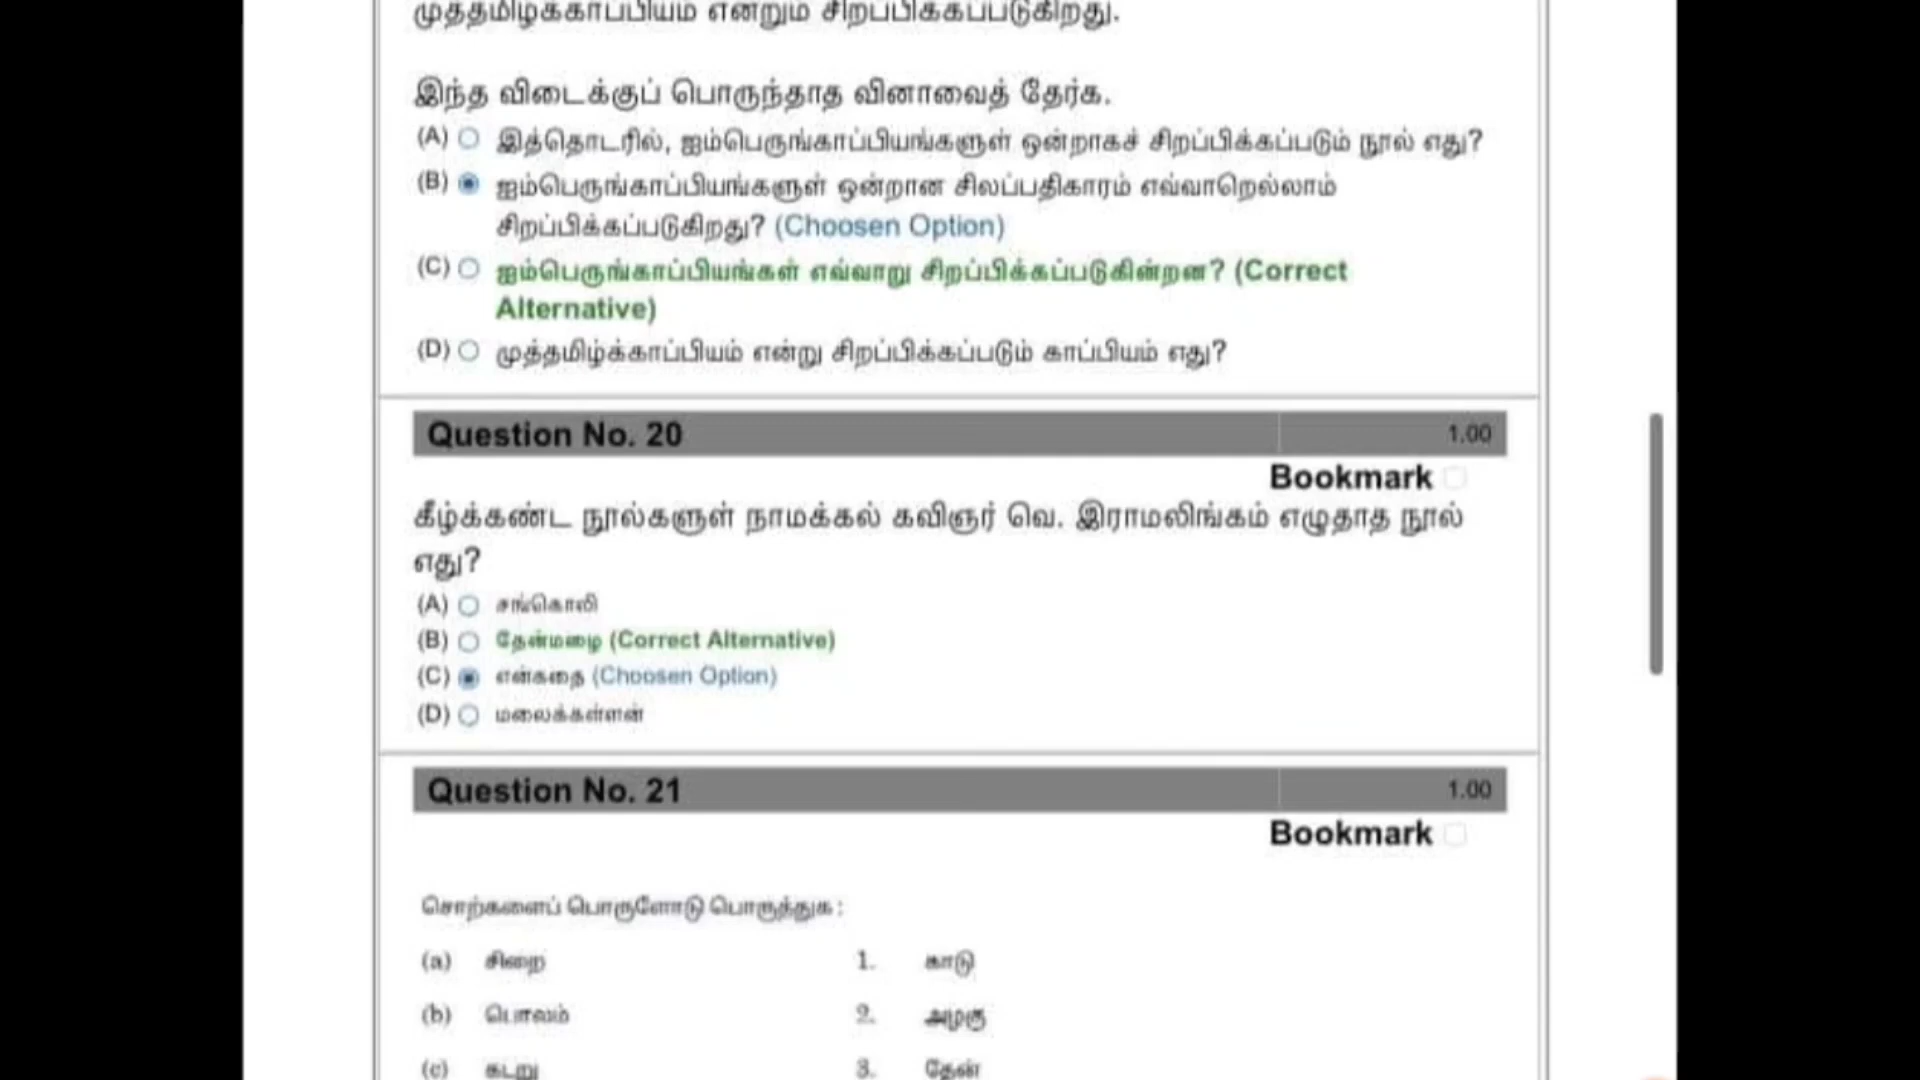 முத்தமிழ்க்காப்பியம் என்றும் சிறப்பிக்கப்படுகிறது.
இந்த விடைக்குப் பொருந்தாத வினாவைத் தேர்க.
(A) இத்தொடரில், ஐம்பெருங்காப்பியங்களுள் ஒன்றாகச் சிறப்பிக்கப்படும் நூல் எது?
(B) ஐம்பெருங்காப்பியங்களுள் ஒன்றான சிலப்பதிகாரம் எவ்வாறெல்லாம்
சிறப்பிக்கப்படுகிறது? (Choosen Option)
(C) ஐம்பெருங்காப்பியங்கள் எவ்வாறு சிறப்பிக்கப்படுகின்றன? (Correct
Alternative)
(D) முத்தமிழ்க்காப்பியம் என்று சிறப்பிக்கப்படும் காப்பியம் எது?
Question No. 20 1.00
Bookmark
கீழ்க்கண்ட நூல்களுள் நாமக்கல் கவிஞர் வெ. இராமலிங்கம் எழுதாத நூல்
எது?
(A) சங்கொலி
(B) தேன்மழை (Correct Alternative)
(C) என்கதை (Choosen Option)
(D) மலைக்கள்ளன்
Question No. 21 1.00
Bookmark
சொற்களைப் பொருளோடு பொருத்துக :
(a) சிறை 1. காடு
(b) பொலம் 2. அழகு
(c) கடறு 3. தேன்